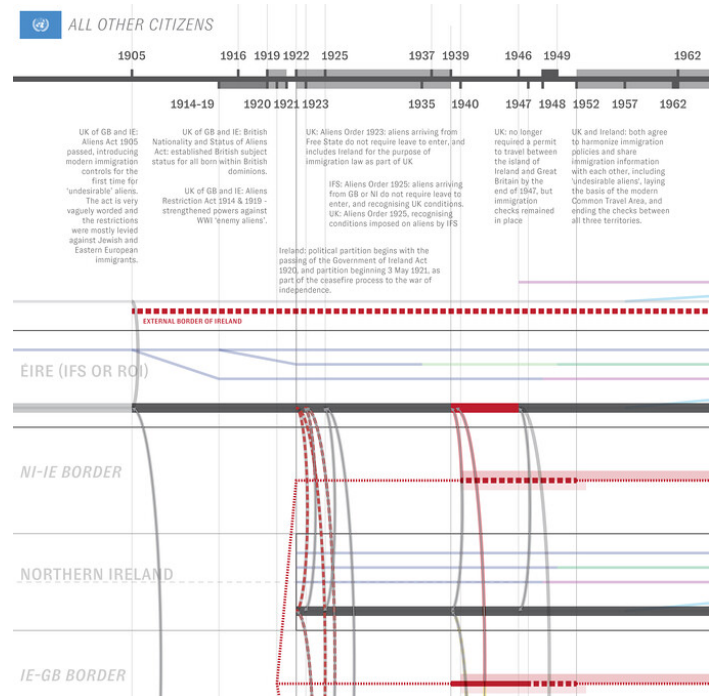 ALL OTHER CITIZENS
1905 1916 1919 1922 1925 1937 1939 1946 1949 1962
1914-19 1920 1921 1923 1935 1940 1947 1948 1952 1957 1962
UK of GB and IE:
Aliens Act 1905
passed, introducing
modern immigration
controls for the
first time for
'undesirable' aliens.
The act is very
vaguely worded and
the restrictions
were mostly levied
against Jewish and
Eastern European
immigrants.
UK of GB and IE: British
Nationality and Status of Aliens
Act: established British subject
status for all born within British
dominions.
UK of GB and IE: Aliens
Restriction Act 1914 & 1919 -
strengthened powers against
WWI 'enemy aliens'.
UK: Aliens Order 1923: aliens arriving from
Free State do not require leave to enter, and
includes Ireland for the purpose of
immigration law as part of UK
IFS: Aliens Order 1925: aliens arriving
from GB or NI do not require leave to
enter, and recognising UK conditions.
UK: Aliens Order 1925, recognising
conditions imposed on aliens by IFS
Ireland: political partition begins with the
passing of the Government of Ireland Act
1920, and partition beginning 3 May 1921, as
part of the ceasefire process to the war of
independence.
UK: no longer
required a permit
to travel between
the island of
Ireland and Great
Britain by the
end of 1947, but
immigration
checks remained
in place
UK and Ireland: both agree
to harmonize immigration
policies and share
immigration information
with each other, including
'undesirable aliens', laying
the basis of the modern
Common Travel Area, and
ending the checks between
all three territories.
EXTERNAL BORDER OF IRELAND
ÉIRE (IFS OR ROI)
NI-IE BORDER
NORTHERN IRELAND
IE-GB BORDER